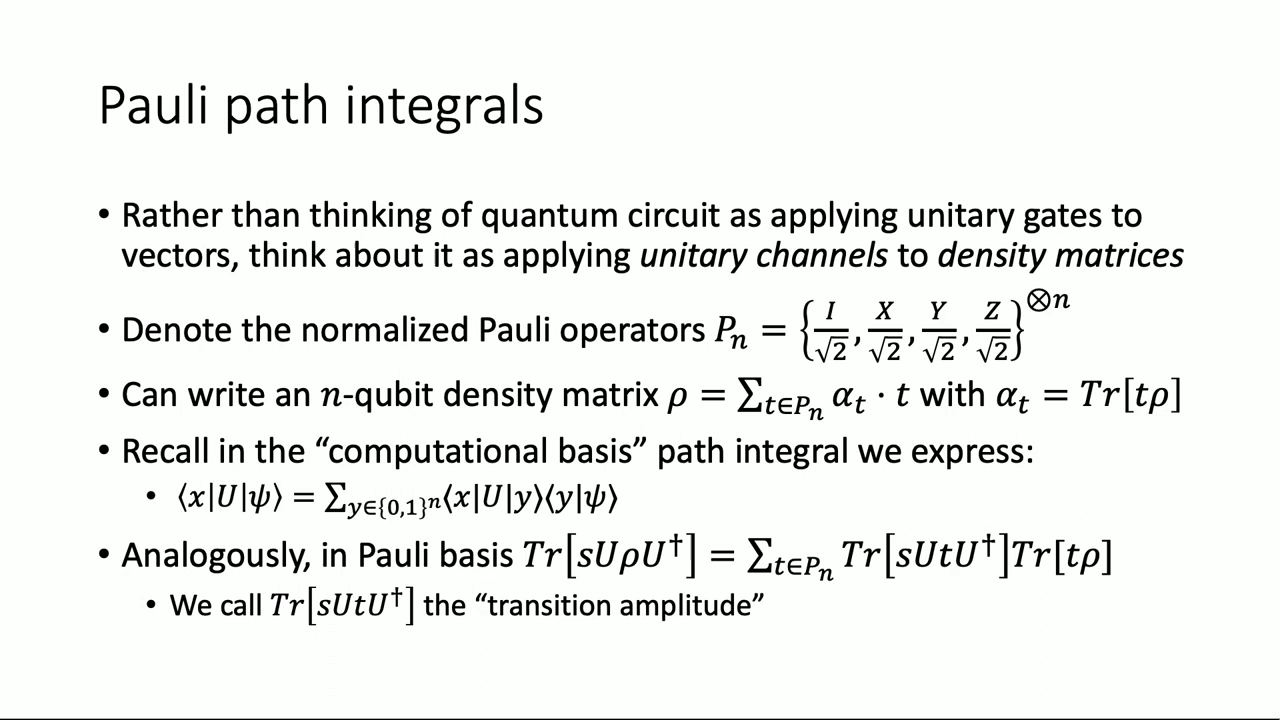 Pauli path integrals
• Rather than thinking of quantum circuit as applying unitary gates to
vectors, think about it as applying unitary channels to density matrices
• Denote the normalized Pauli operators Pₙ = {I/√2, X/√2, Y/√2, Z/√2}^⊗n
• Can write an n-qubit density matrix ρ = ∑_{t∈Pₙ} α_t · t with α_t = Tr[tρ]
• Recall in the “computational basis” path integral we express:
• ⟨x|U|ψ⟩ = ∑_{y∈{0,1}ⁿ}⟨x|U|y⟩⟨y|ψ⟩
• Analogously, in Pauli basis Tr[sUρU†] = ∑_{t∈Pₙ} Tr[sUtU†]Tr[tρ]
• We call Tr[sUtU†] the “transition amplitude”